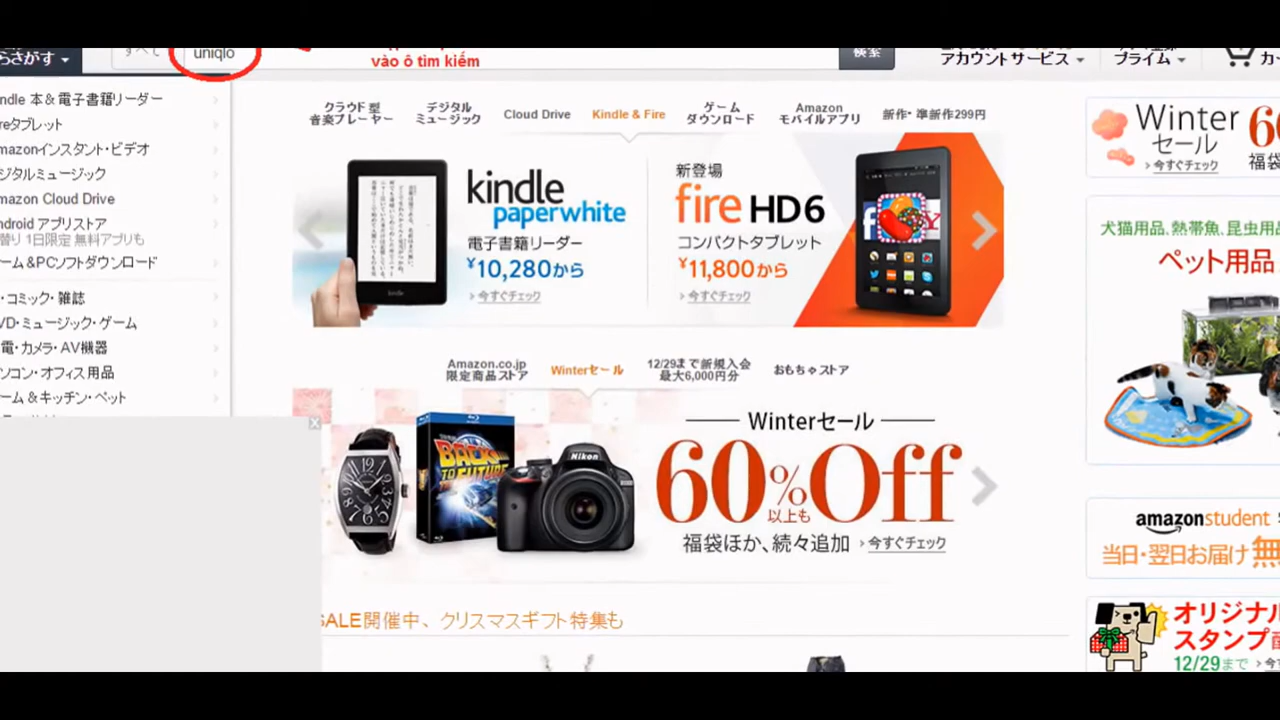 uniqlo
vào ô tìm kiếm
検索
らさがす
すべて
アカウントサービス
プライム
カー
ndle 本&電子書籍リーダー
reタブレット
mazonインスタント・ビデオ
ジタルミュージック
mazon Cloud Drive
ndroid アプリストア
替り 1日限定 無料アプリも
ーム&PCソフトダウンロード
・コミック・雑誌
VD・ミュージック・ゲーム
電・カメラ・AV機器
ソコン・オフィス用品
ーム&キッチン・ペット
クラウド型
音楽プレーヤー
デジタル
ミュージック
Cloud Drive
Kindle & Fire
ゲーム
ダウンロード
Amazon
モバイルアプリ
新作・準新作299円
kindle
paperwhite
電子書籍リーダー
¥10,280から
今すぐチェック
kindle
新登場
fire HD6
コンパクトタブレット
¥11,800から
今すぐチェック
Amazon.co.jp
限定商品ストア
Winterセール
12/29まで新規入会
最大6,000円分
おもちゃストア
BACK
TO THE
FUTURE
Nikon
Winterセール
60%Off
以上も
福袋ほか、続々追加
今すぐチェック
SALE開催中、クリスマスギフト特集も
Winter
セール
今すぐチェック
60
福袋
犬猫用品、熱帯魚、昆虫用品
ペット用品
amazonstudent
当日・翌日お届け無
オリジナル
スタンプ配
12/29まで
今す
x